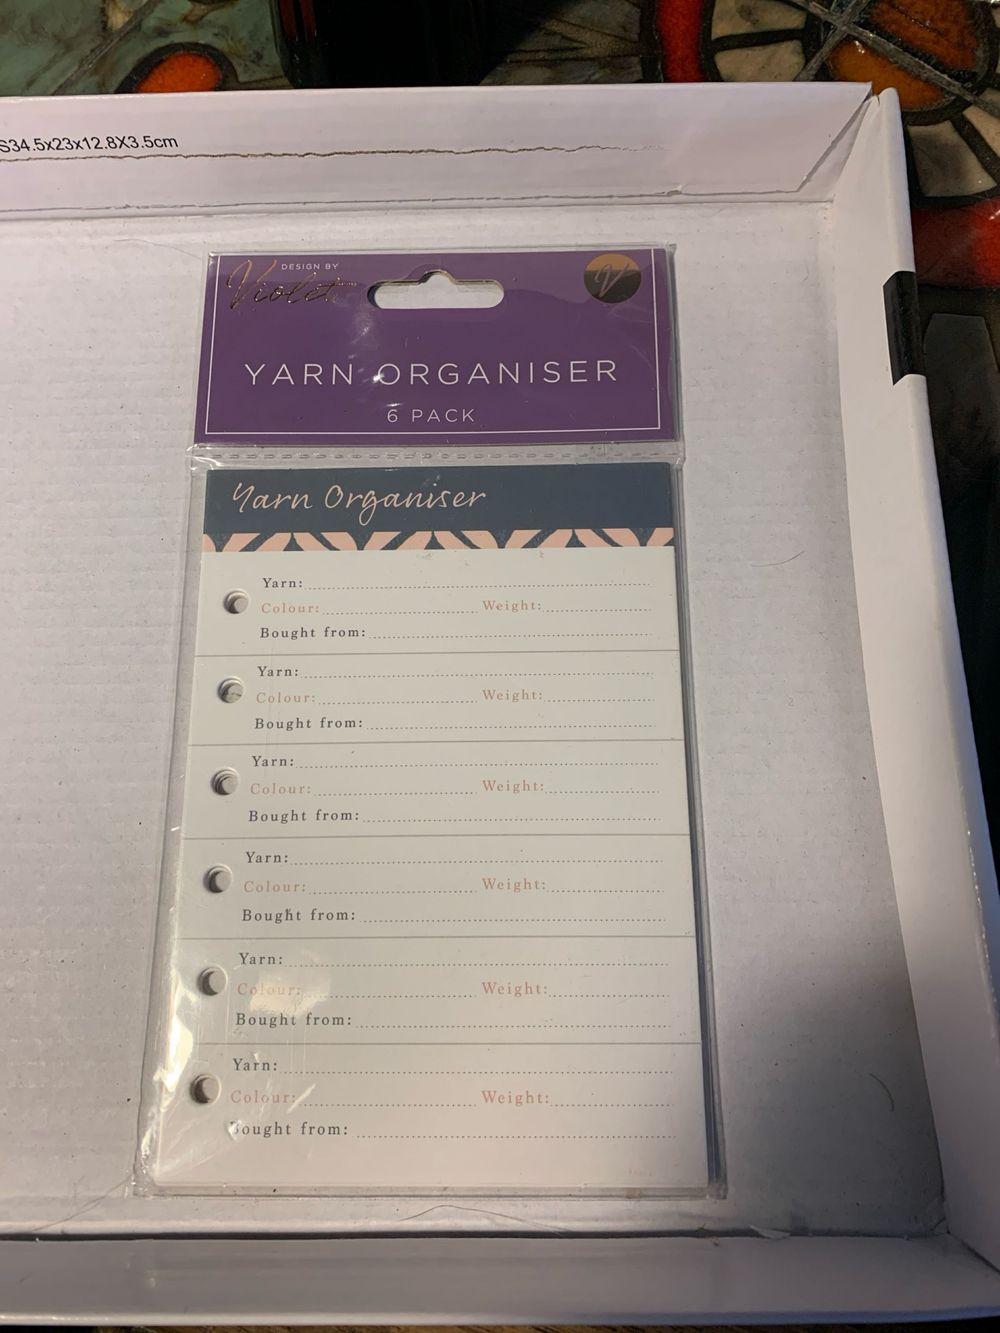 S34.5x23x12.8X3.5cm
DESIGN BY
Violet
V
YARN ORGANISER
6 PACK
Yarn Organiser
Yarn:
Colour: Weight:
Bought from:
Yarn:
Colour: Weight:
Bought from:
Yarn:
Colour: Weight:
Bought from:
Yarn:
Colour: Weight:
Bought from:
Yarn:
Colour: Weight:
Bought from:
Yarn:
Colour: Weight:
Bought from: